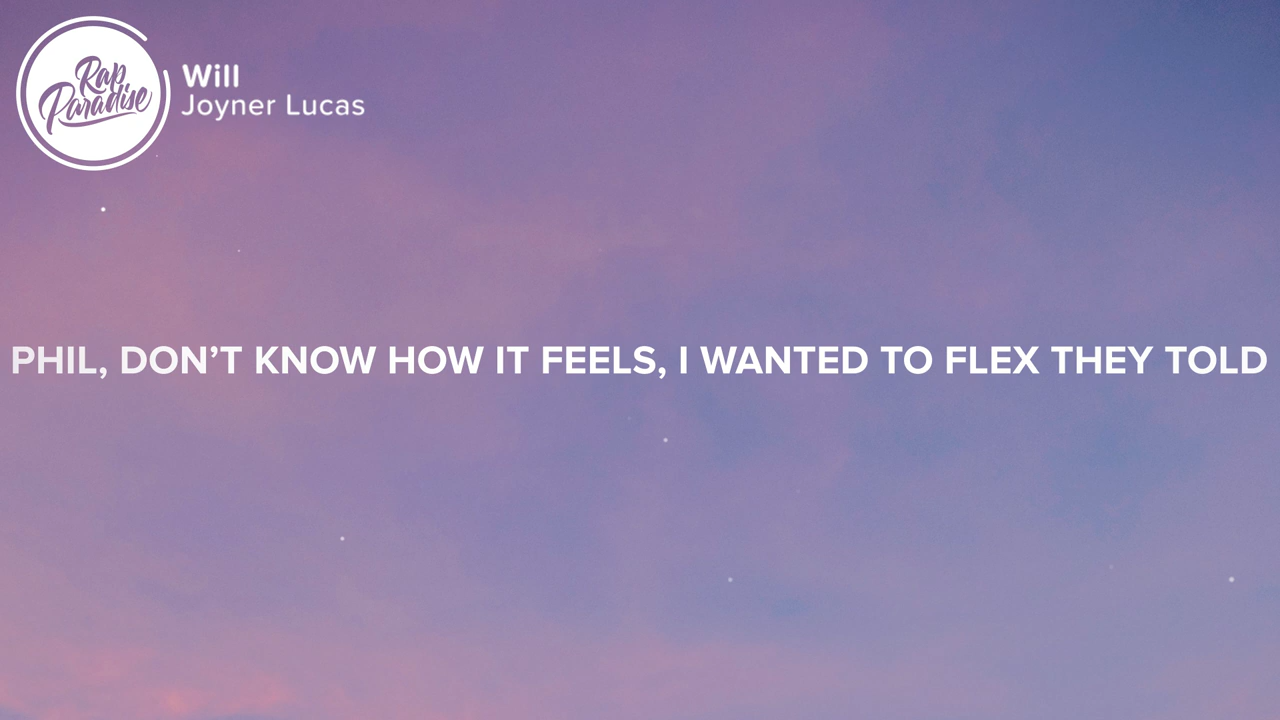 Rap
Paradise
Will
Joyner Lucas
PHIL, DON’T KNOW HOW IT FEELS, I WANTED TO FLEX THEY TOLD